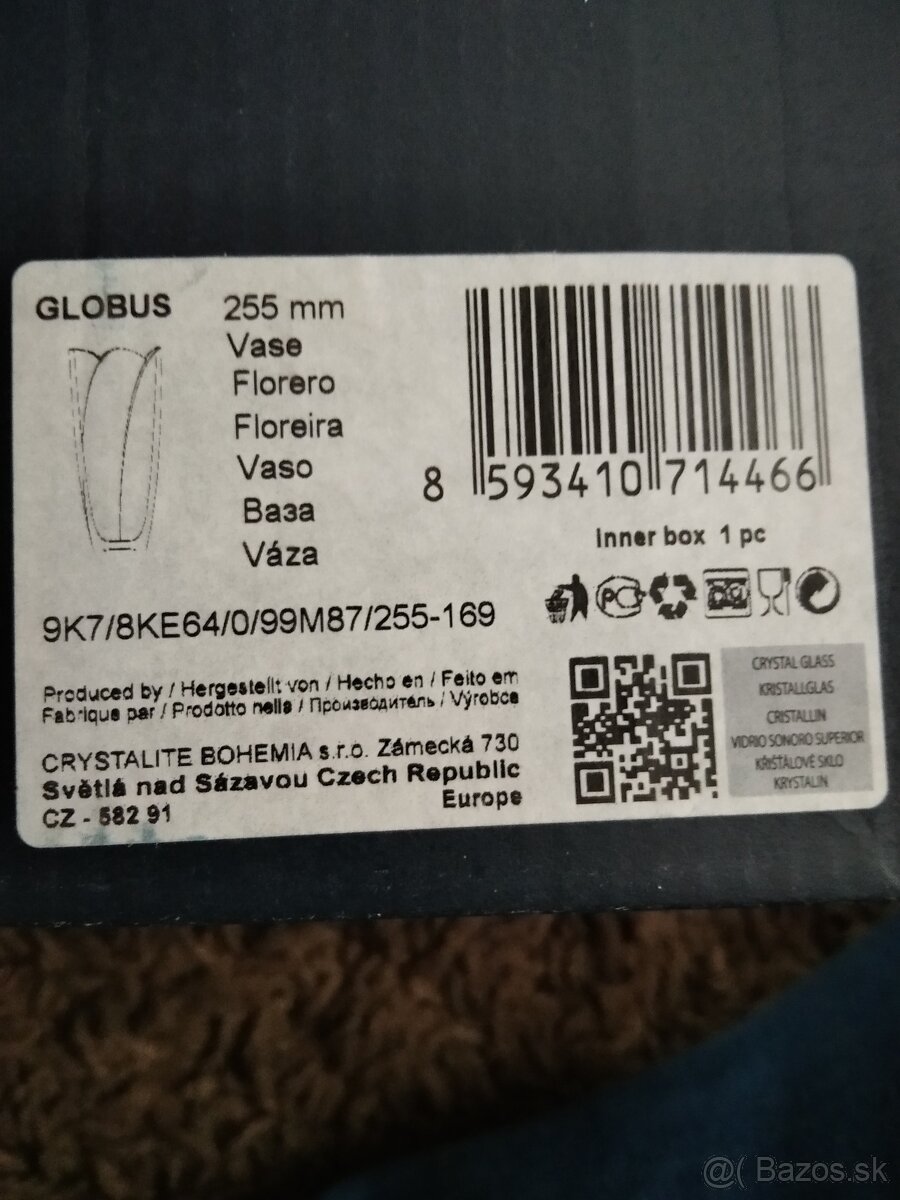 GLOBUS
255 mm
Vase
Florero
Floreira
Vaso
Ваза
Váza
8 593410 714466
Inner box 1 pc
9K7/8KE64/0/99M87/255-169
Produced by / Hergestellt von / Hecho en / Feito em
Fabrique par / Prodotto nella / Производитель / Výrobce
CRYSTALITE BOHEMIA s.r.o. Zámecká 730
Světlá nad Sázavou Czech Republic
CZ - 582 91
Europe
CRYSTAL GLASS
KRISTALLGLAS
CRISTALLIN
VIDRIO SONORO SUPERIOR
KŘIŠŤÁLOVÉ SKLO
KRYSTALIN
@( Bazos.sk